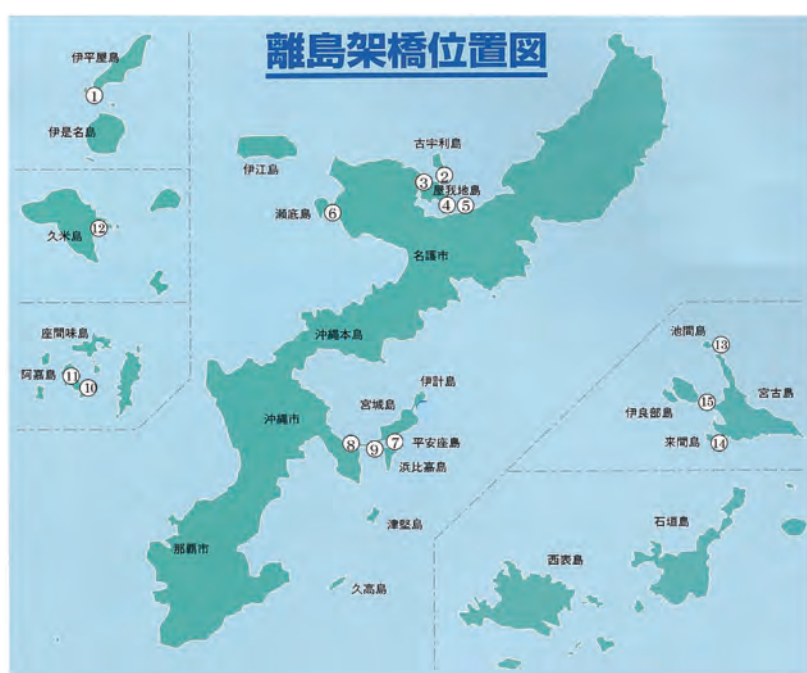 離島架橋位置図
伊平屋島
①
伊是名島
伊江島
古宇利島
②
③
屋我地島
④
⑤
瀬底島
⑥
名護市
久米島
⑫
座間味島
阿嘉島
⑪
⑩
沖縄本島
沖縄市
伊計島
宮城島
⑧
⑨
⑦
平安座島
浜比嘉島
津堅島
那覇市
久高島
池間島
⑬
宮古島
伊良部島
⑮
来間島
⑭
石垣島
西表島